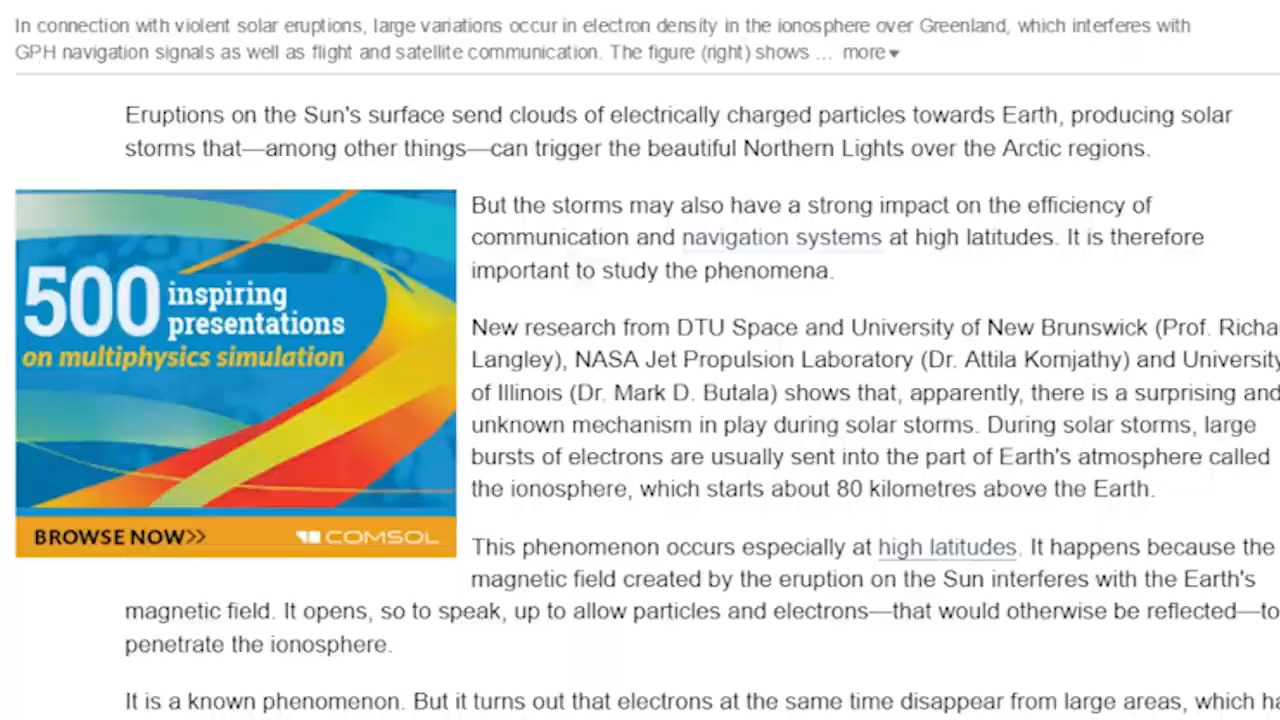 In connection with violent solar eruptions, large variations occur in electron density in the ionosphere over Greenland, which interferes with
GPH navigation signals as well as flight and satellite communication. The figure (right) shows ... more
Eruptions on the Sun's surface send clouds of electrically charged particles towards Earth, producing solar
storms that—among other things—can trigger the beautiful Northern Lights over the Arctic regions.
500 inspiring
presentations
on multiphysics simulation
BROWSE NOW>>
COMSOL
But the storms may also have a strong impact on the efficiency of
communication and navigation systems at high latitudes. It is therefore
important to study the phenomena.
New research from DTU Space and University of New Brunswick (Prof. Richa
Langley), NASA Jet Propulsion Laboratory (Dr. Attila Komjathy) and University
of Illinois (Dr. Mark D. Butala) shows that, apparently, there is a surprising and
unknown mechanism in play during solar storms. During solar storms, large
bursts of electrons are usually sent into the part of Earth's atmosphere called
the ionosphere, which starts about 80 kilometres above the Earth.
This phenomenon occurs especially at high latitudes. It happens because the
magnetic field created by the eruption on the Sun interferes with the Earth's
magnetic field. It opens, so to speak, up to allow particles and electrons—that would otherwise be reflected—to
penetrate the ionosphere.
It is a known phenomenon. But it turns out that electrons at the same time disappear from large areas, which ha